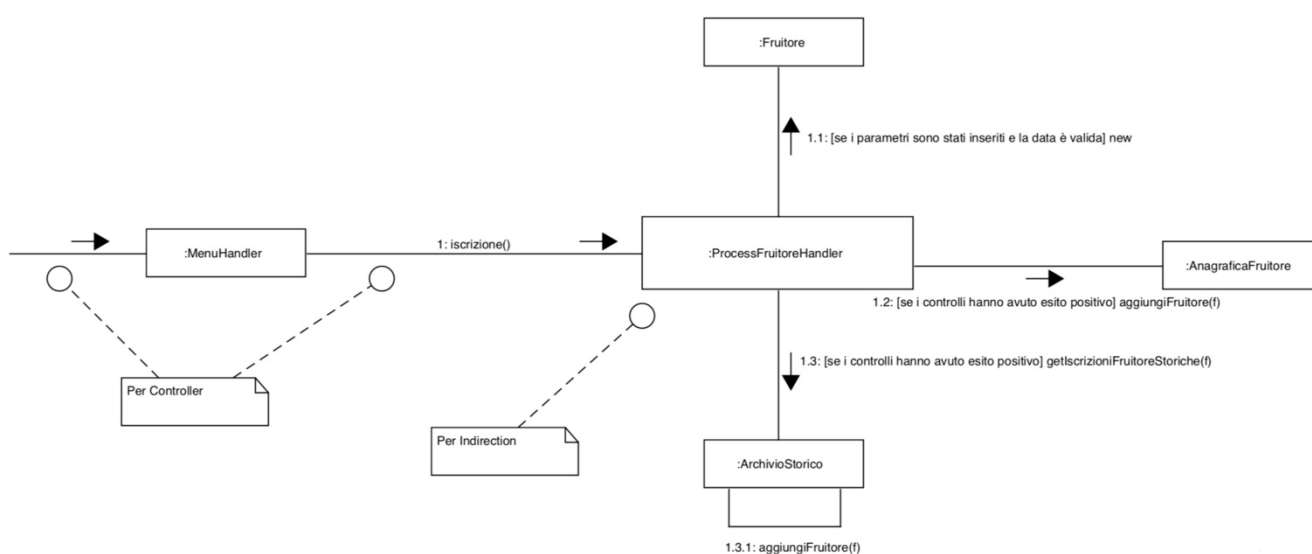 :Fruitore
1.1: [se i parametri sono stati inseriti e la data è valida] new
:MenuHandler
1: iscrizione()
:ProcessFruitoreHandler
:AnagraficaFruitore
1.2: [se i controlli hanno avuto esito positivo] aggiungiFruitore(f)
1.3: [se i controlli hanno avuto esito positivo] getIscrizioniFruitoreStoriche(f)
Per Controller
Per Indirection
:ArchivioStorico
1.3.1: aggiungiFruitore(f)